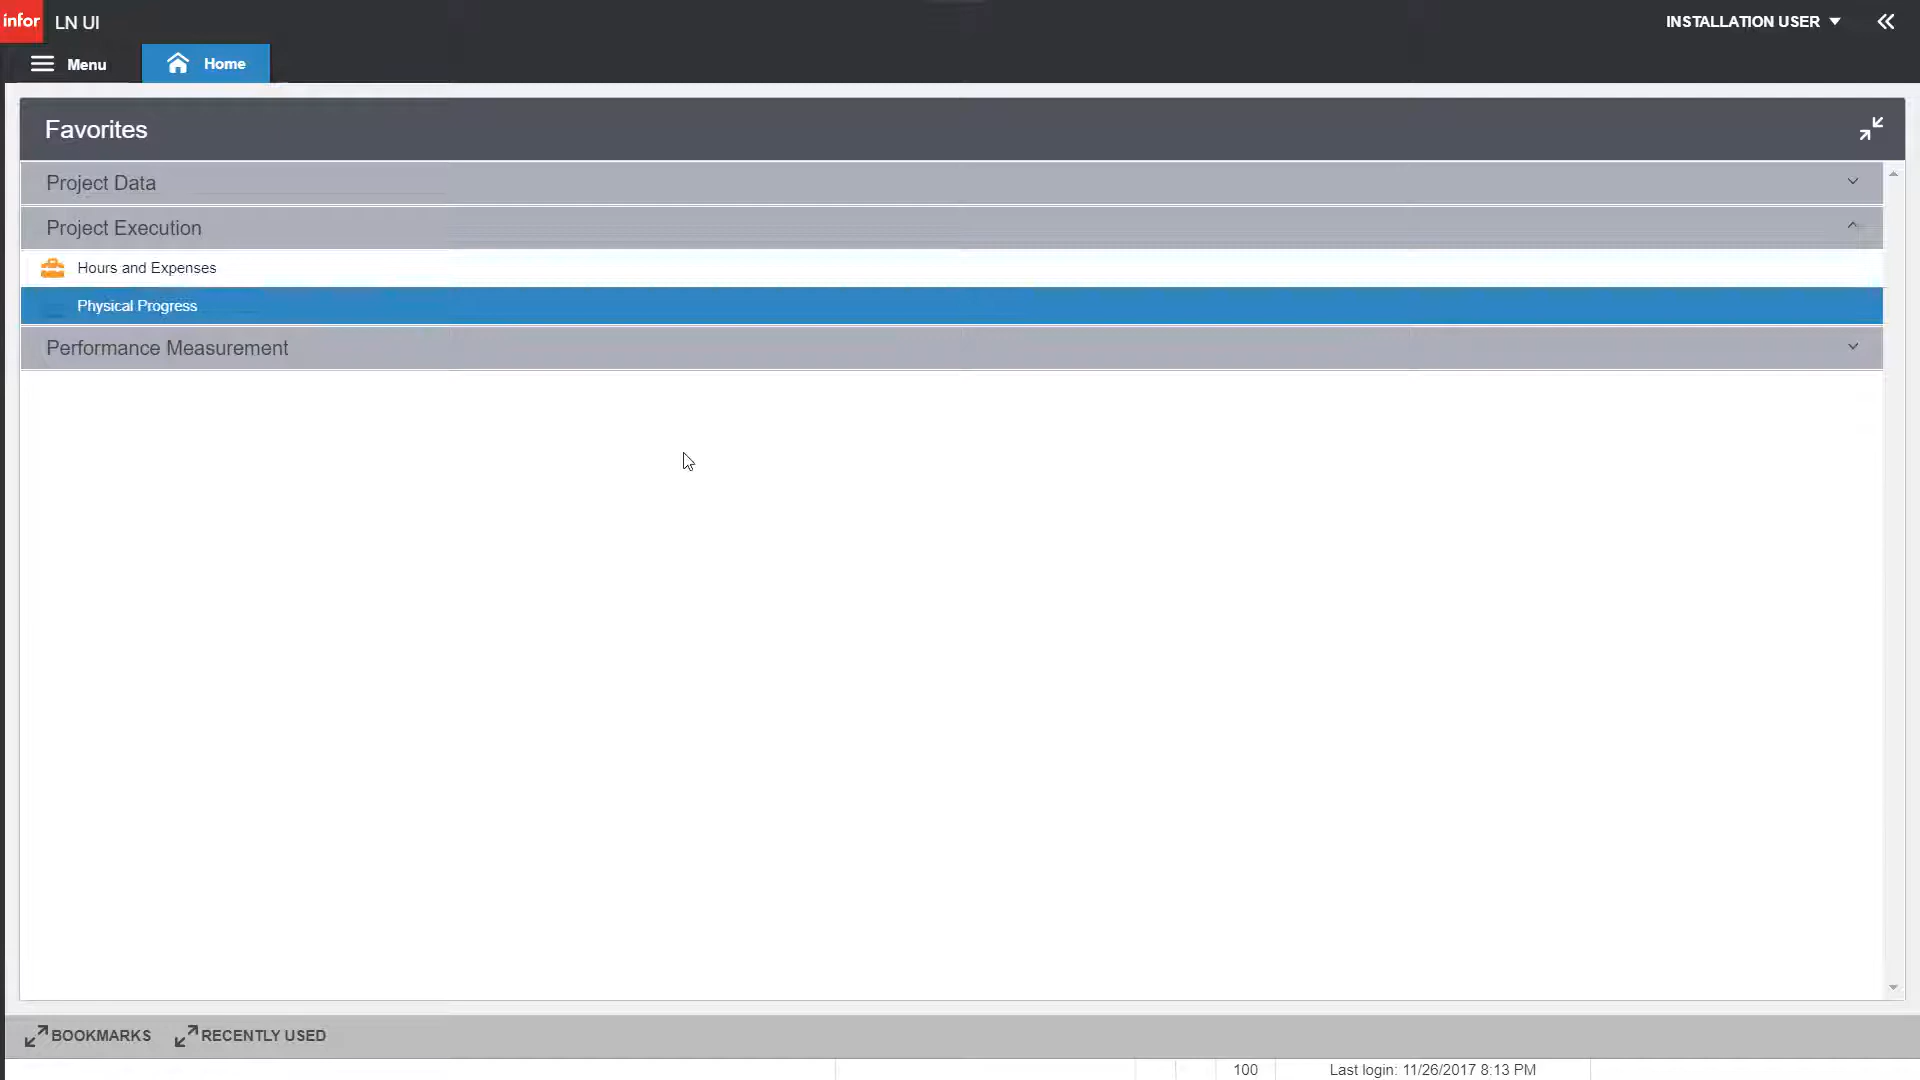 infor LN UI INSTALLATION USER
Menu Home
Favorites
Project Data
Project Execution
Hours and Expenses
Physical Progress
Performance Measurement
BOOKMARKS RECENTLY USED
100 Last login: 11/26/2017 8:13 PM